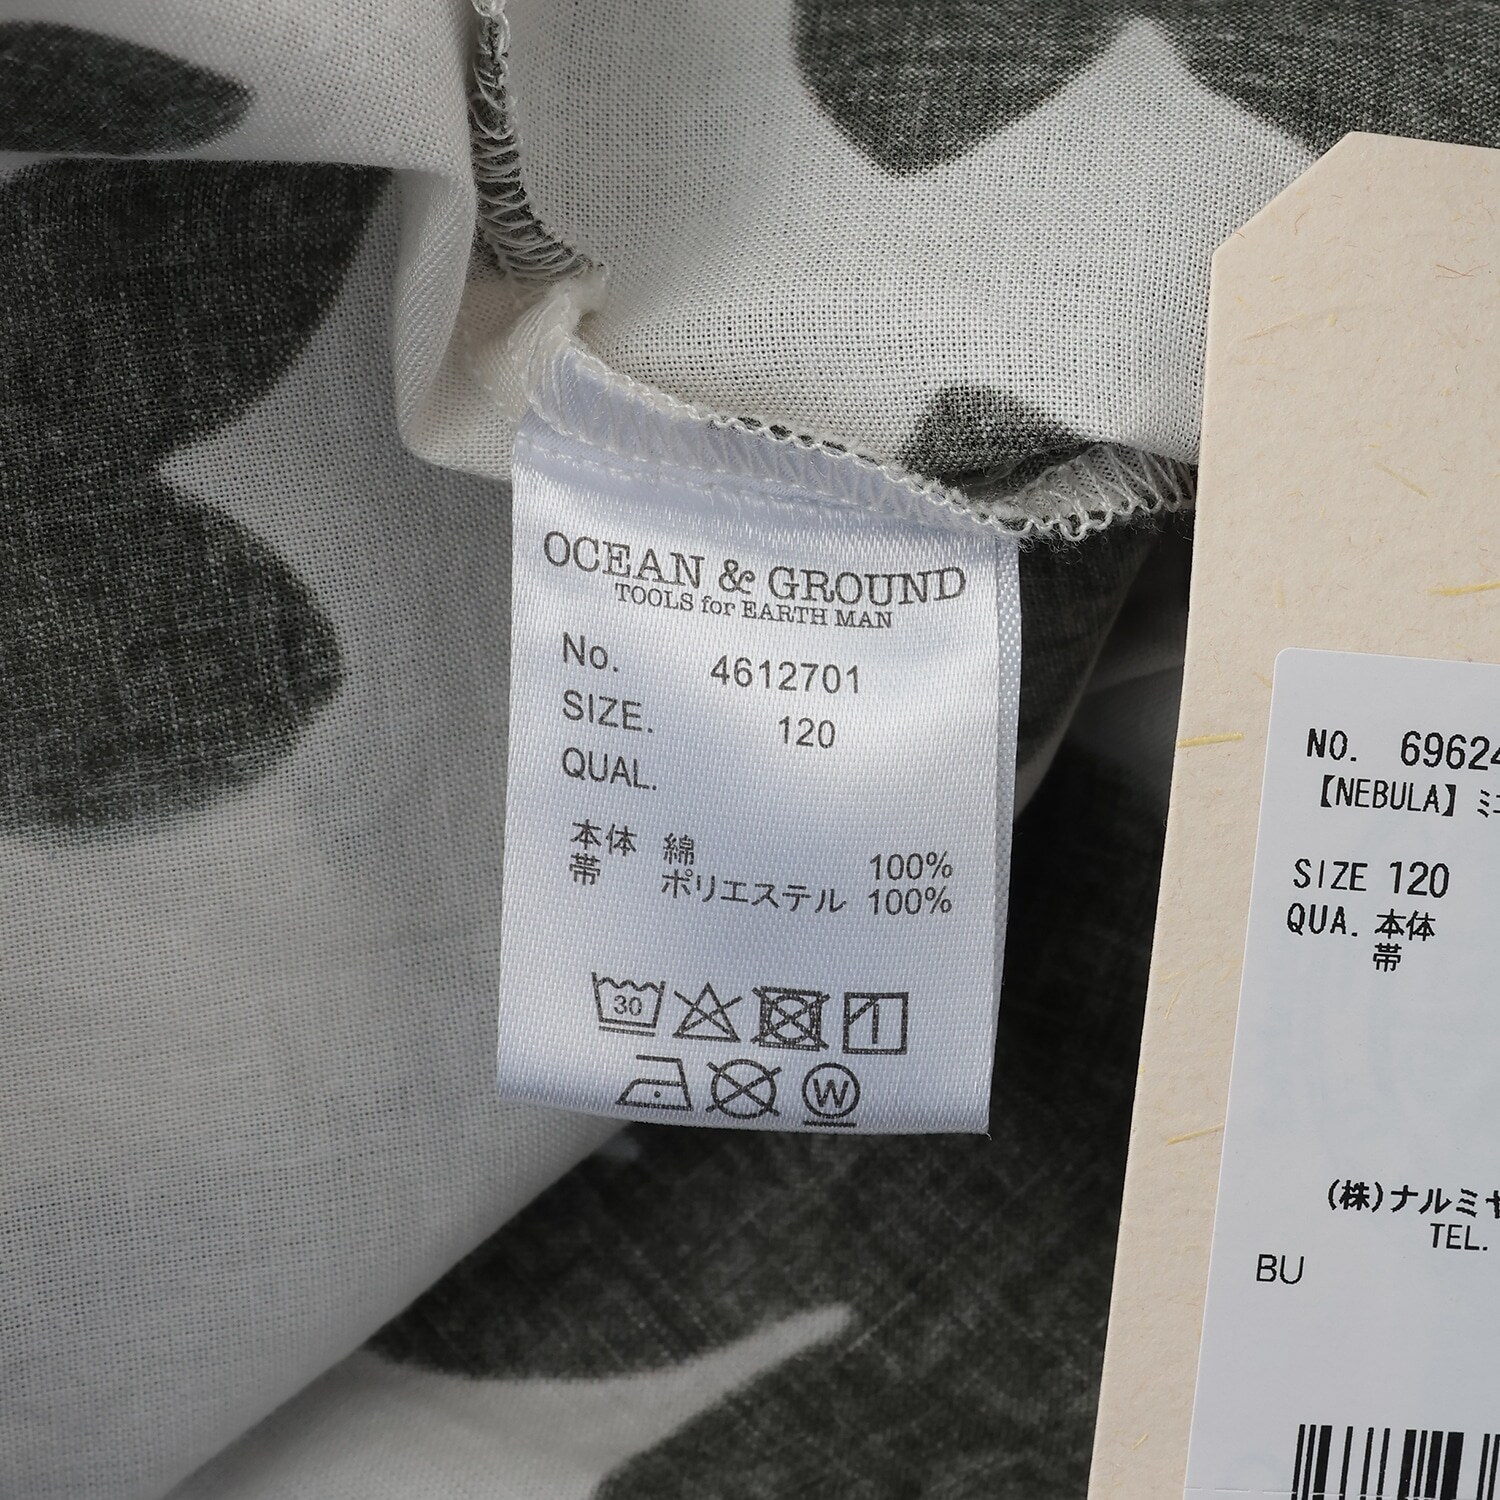 OCEAN & GROUND
TOOLS for EARTH MAN
No. 4612701
SIZE. 120
QUAL.
本体 綿 100%
帯 ポリエステル 100%
30
W
NO. 69624
【NEBULA】ミニ
SIZE 120
QUA. 本体
帯
(株)ナルミヤ
TEL.
BU